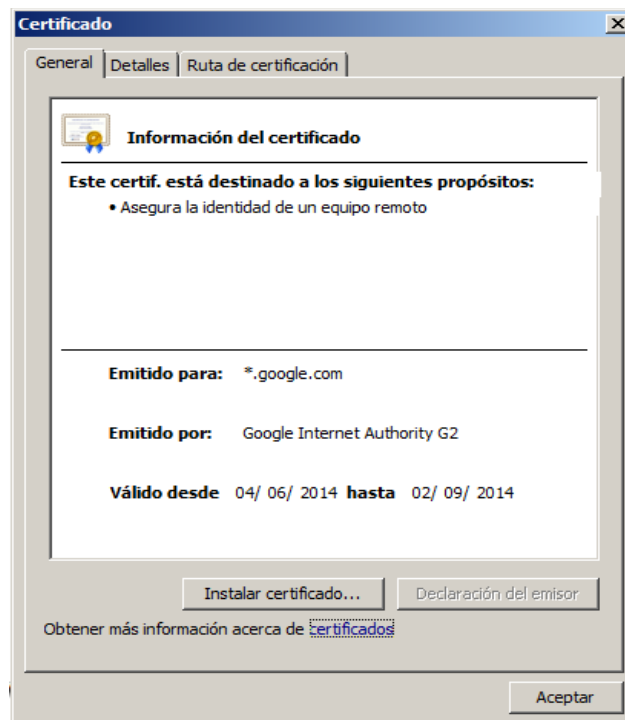 Certificado
General Detalles Ruta de certificación
Información del certificado
Este certif. está destinado a los siguientes propósitos:
• Asegura la identidad de un equipo remoto
Emitido para: *.google.com
Emitido por: Google Internet Authority G2
Válido desde 04/ 06/ 2014 hasta 02/ 09/ 2014
Instalar certificado... Declaración del emisor
Obtener más información acerca de certificados
Aceptar